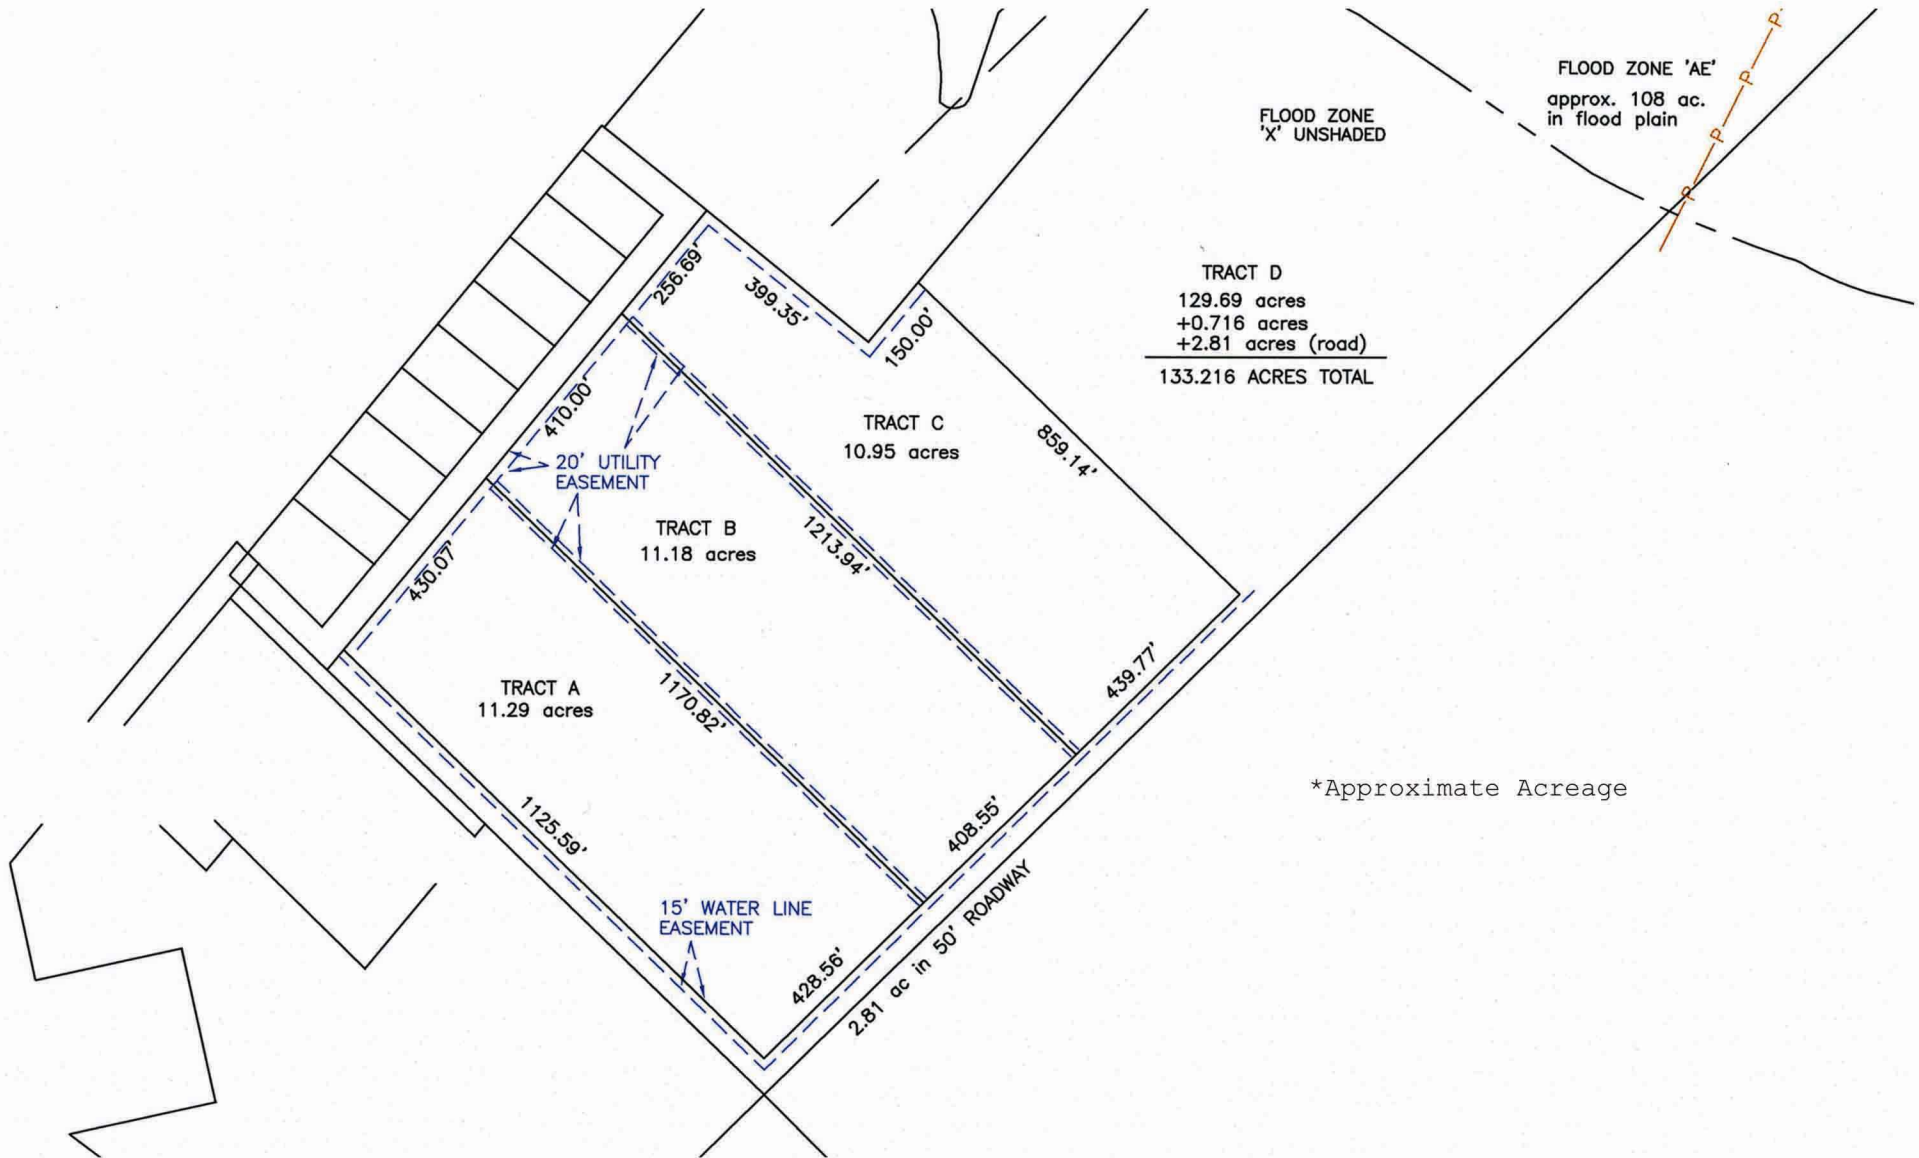 FLOOD ZONE 'AE'
approx. 108 ac.
in flood plain
P
P
P
P
FLOOD ZONE
'X' UNSHADED
TRACT D
129.69 acres
+0.716 acres
+2.81 acres (road)
133.216 ACRES TOTAL
256.69'
399.35'
150.00'
410.00'
TRACT C
10.95 acres
859.14'
20' UTILITY
EASEMENT
TRACT B
11.18 acres
1213.94'
430.07'
TRACT A
11.29 acres
1170.82'
439.77'
*Approximate Acreage
1125.59'
408.55'
15' WATER LINE
EASEMENT
428.56'
2.81 ac in 50' ROADWAY